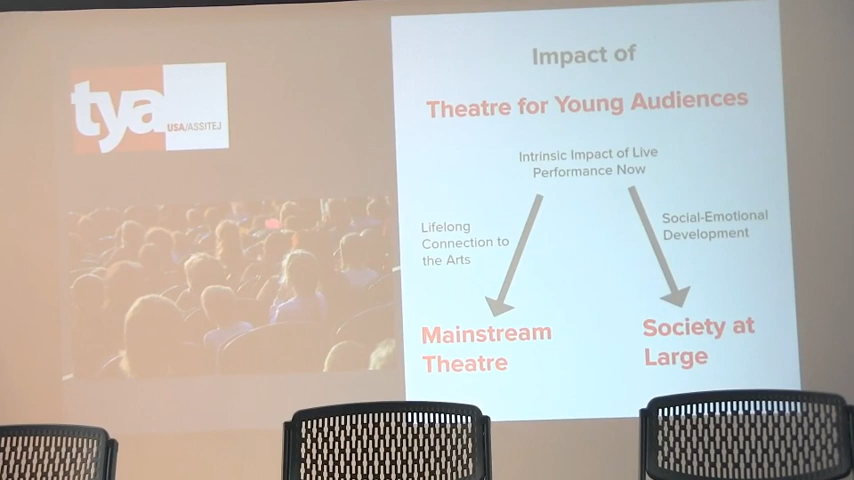 tya
USA/ASSITEJ
Impact of
Theatre for Young Audiences
Intrinsic Impact of Live
Performance Now
Lifelong
Connection to
the Arts
Social-Emotional
Development
Mainstream
Theatre
Society at
Large